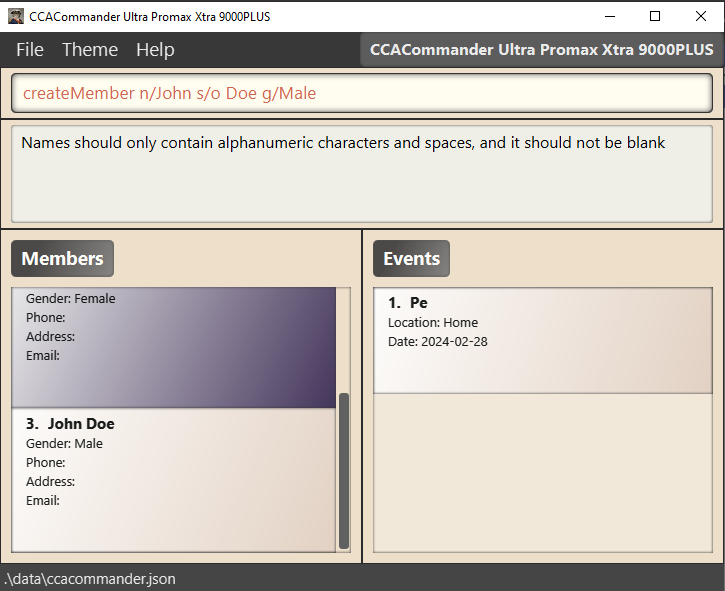 CCACommander Ultra Promax Xtra 9000PLUS
File Theme Help CCACommander Ultra Promax Xtra 9000PLUS
createMember n/John s/o Doe g/Male
Names should only contain alphanumeric characters and spaces, and it should not be blank
Members
Gender: Female
Phone:
Address:
Email:
3. John Doe
Gender: Male
Phone:
Address:
Email:
Events
1. Pe
Location: Home
Date: 2024-02-28
.\data\ccacommander.json